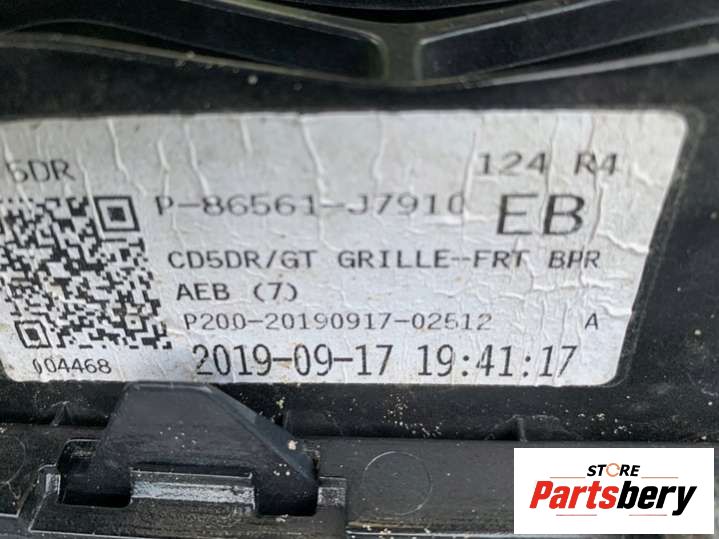 5DR 124 R4
P-86561-J7910 EB
CD5DR/GT GRILLE--FRT BPR
AEB (7)
P200-20190917-02512 A
004468 2019-09-17 19:41:17
STORE
Partsbery